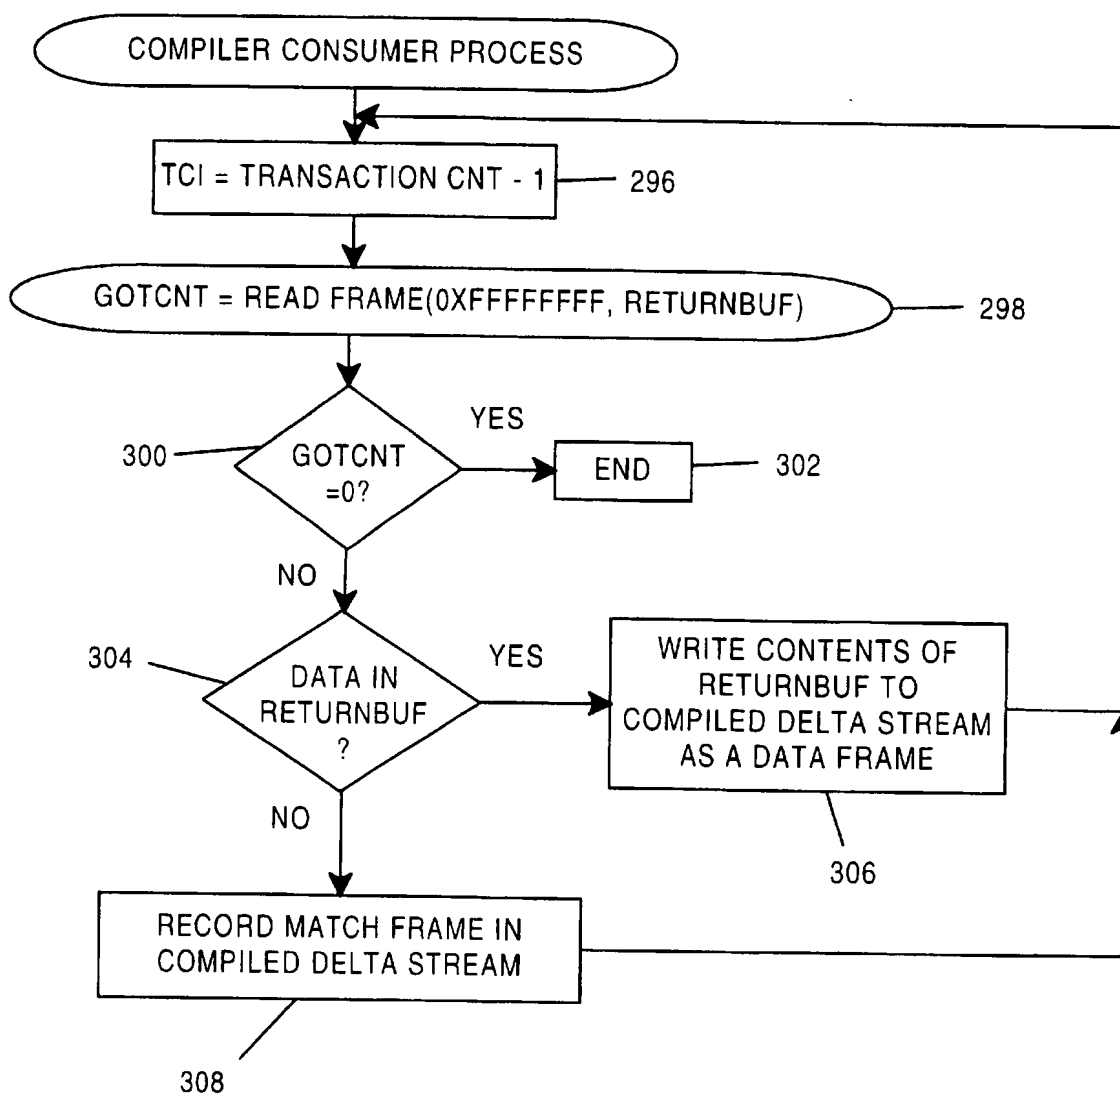 COMPILER CONSUMER PROCESS
TCI = TRANSACTION CNT - 1
296
GOTCNT = READ FRAME(0XFFFFFFFF, RETURNBUF)
298
YES
300
GOTCNT
=0?
END
302
NO
304
YES
DATA IN
RETURNBUF
?
WRITE CONTENTS OF
RETURNBUF TO
COMPILED DELTA STREAM
AS A DATA FRAME
NO
306
RECORD MATCH FRAME IN
COMPILED DELTA STREAM
308